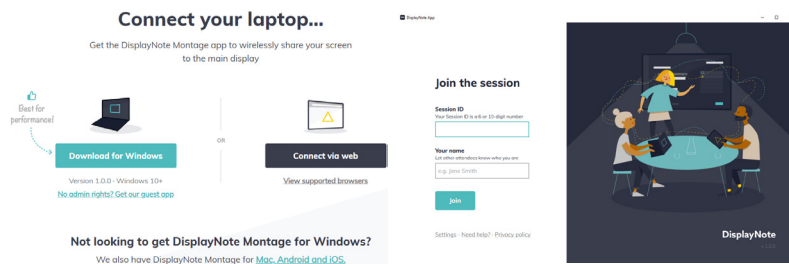 Connect your laptop...
Get the DisplayNote Montage app to wirelessly share your screen
to the main display
Best for
performance!
OR
Download for Windows
Connect via web
Version 1.0.0 · Windows 10+
View supported browsers
No admin rights? Get our guest app
Not looking to get DisplayNote Montage for Windows?
We also have DisplayNote Montage for Mac, Android and iOS.
DisplayNote App
Join the session
Session ID
Your Session ID is a 6 or 10-digit number
Your name
Let other attendees know who you are
e.g. Jane Smith
Join
Settings · Need help? · Privacy policy
DisplayNote